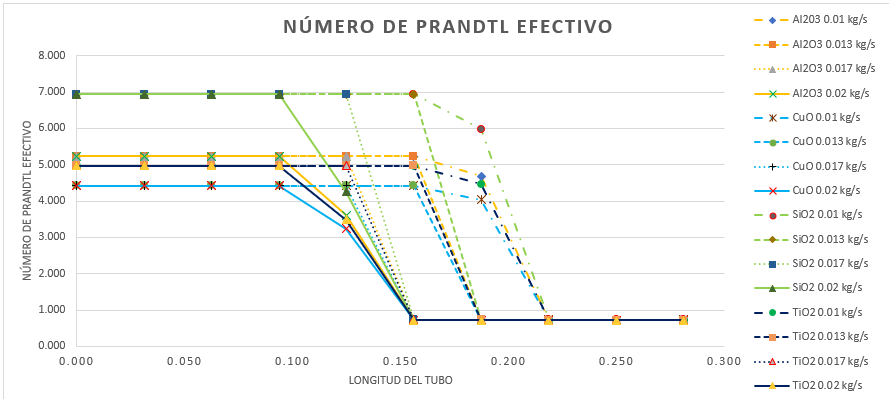 NÚMERO DE PRANDTL EFECTIVO
8.000
7.000
6.000
5.000
4.000
3.000
2.000
1.000
0.000
NÚMERO DE PRANDTL EFECTIVO
0.000 0.050 0.100 0.150 0.200 0.250 0.300
LONGITUD DEL TUBO
Al2O3 0.01 kg/s
Al2O3 0.013 kg/s
Al2O3 0.017 kg/s
Al2O3 0.02 kg/s
CuO 0.01 kg/s
CuO 0.013 kg/s
CuO 0.017 kg/s
CuO 0.02 kg/s
SiO2 0.01 kg/s
SiO2 0.013 kg/s
SiO2 0.017 kg/s
SiO2 0.02 kg/s
TiO2 0.01 kg/s
TiO2 0.013 kg/s
TiO2 0.017 kg/s
TiO2 0.02 kg/s